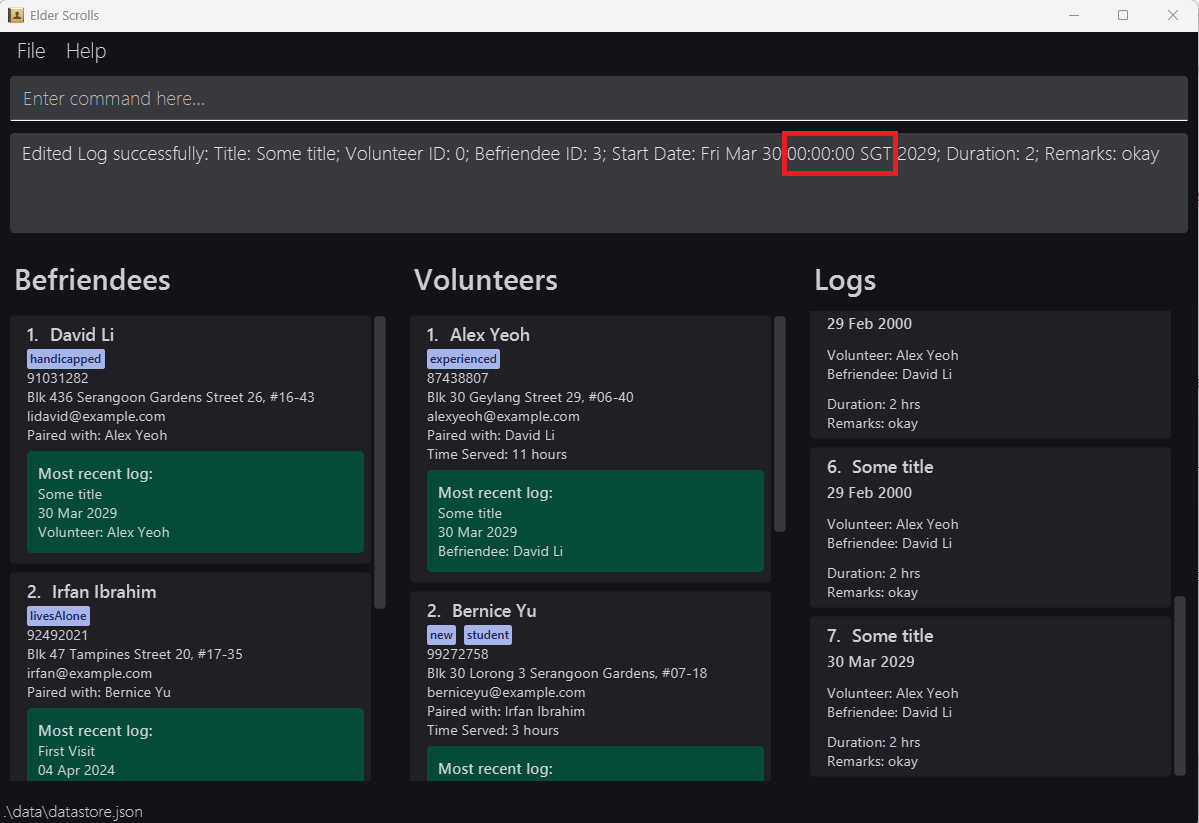 Elder Scrolls
File Help
Enter command here...
Edited Log successfully: Title: Some title; Volunteer ID: 0; Befriendee ID: 3; Start Date: Fri Mar 30 00:00:00 SGT 2029; Duration: 2; Remarks: okay
Befriendees
1. David Li
handicapped
91031282
Blk 436 Serangoon Gardens Street 26, #16-43
lidavid@example.com
Paired with: Alex Yeoh
Most recent log:
Some title
30 Mar 2029
Volunteer: Alex Yeoh
2. Irfan Ibrahim
livesAlone
92492021
Blk 47 Tampines Street 20, #17-35
irfan@example.com
Paired with: Bernice Yu
Most recent log:
First Visit
04 Apr 2024
Volunteers
1. Alex Yeoh
experienced
87438807
Blk 30 Geylang Street 29, #06-40
alexyeoh@example.com
Paired with: David Li
Time Served: 11 hours
Most recent log:
Some title
30 Mar 2029
Befriendee: David Li
2. Bernice Yu
new student
99272758
Blk 30 Lorong 3 Serangoon Gardens, #07-18
berniceyu@example.com
Paired with: Irfan Ibrahim
Time Served: 3 hours
Most recent log:
Logs
29 Feb 2000
Volunteer: Alex Yeoh
Befriendee: David Li
Duration: 2 hrs
Remarks: okay
6. Some title
29 Feb 2000
Volunteer: Alex Yeoh
Befriendee: David Li
Duration: 2 hrs
Remarks: okay
7. Some title
30 Mar 2029
Volunteer: Alex Yeoh
Befriendee: David Li
Duration: 2 hrs
Remarks: okay
.\data\datastore.json